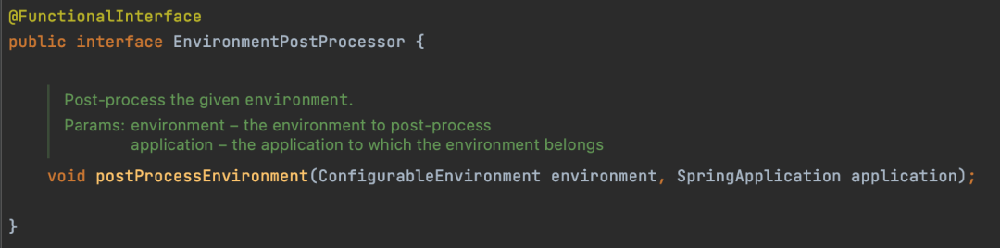 @FunctionalInterface
public interface EnvironmentPostProcessor {
Post-process the given environment.
Params: environment – the environment to post-process
application – the application to which the environment belongs
void postProcessEnvironment(ConfigurableEnvironment environment, SpringApplication application);
}